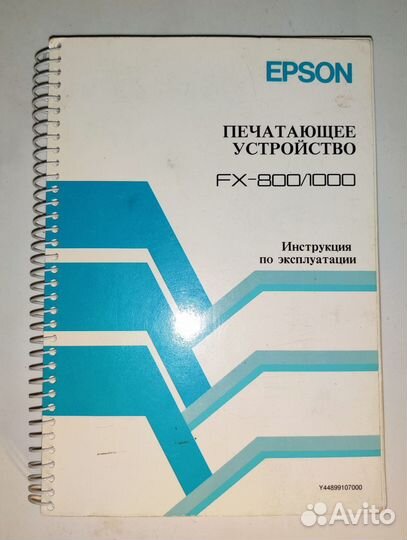 EPSON
ПЕЧАТАЮЩЕЕ
УСТРОЙСТВО
FX-800/1000
Инструкция
по эксплуатации
Y44899107000
Avito